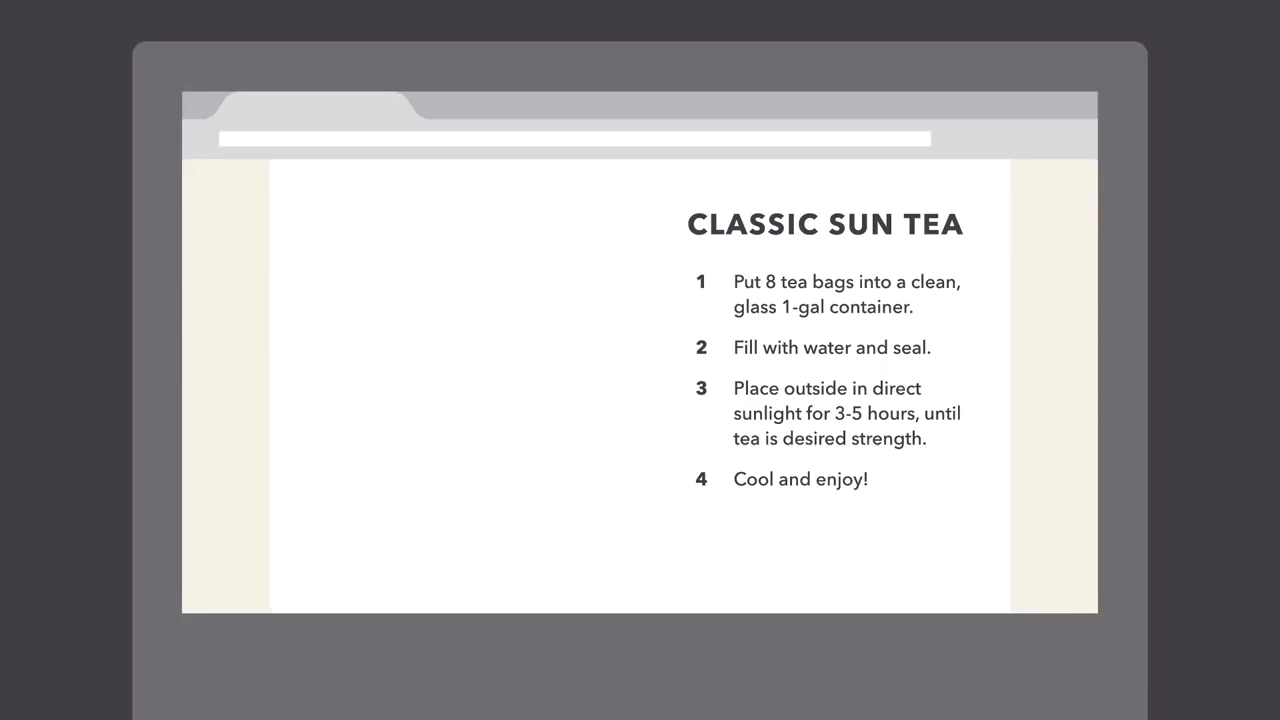 CLASSIC SUN TEA
1 Put 8 tea bags into a clean,
glass 1-gal container.
2 Fill with water and seal.
3 Place outside in direct
sunlight for 3-5 hours, until
tea is desired strength.
4 Cool and enjoy!